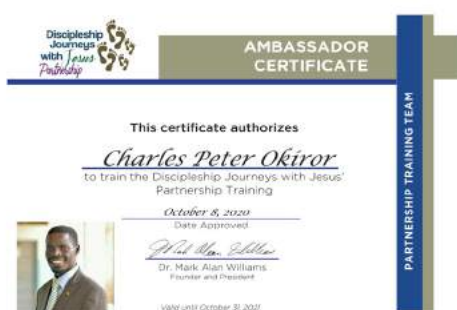 Discipleship
Journeys
with Jesus
Partnership
AMBASSADOR
CERTIFICATE
This certificate authorizes
Charles Peter Okiror
to train the Discipleship Journeys with Jesus'
Partnership Training
October 8, 2020
Date Approved
Dr. Mark Alan Williams
Founder and President
Valid until October 31, 2021
PARTNERSHIP TRAINING TEAM